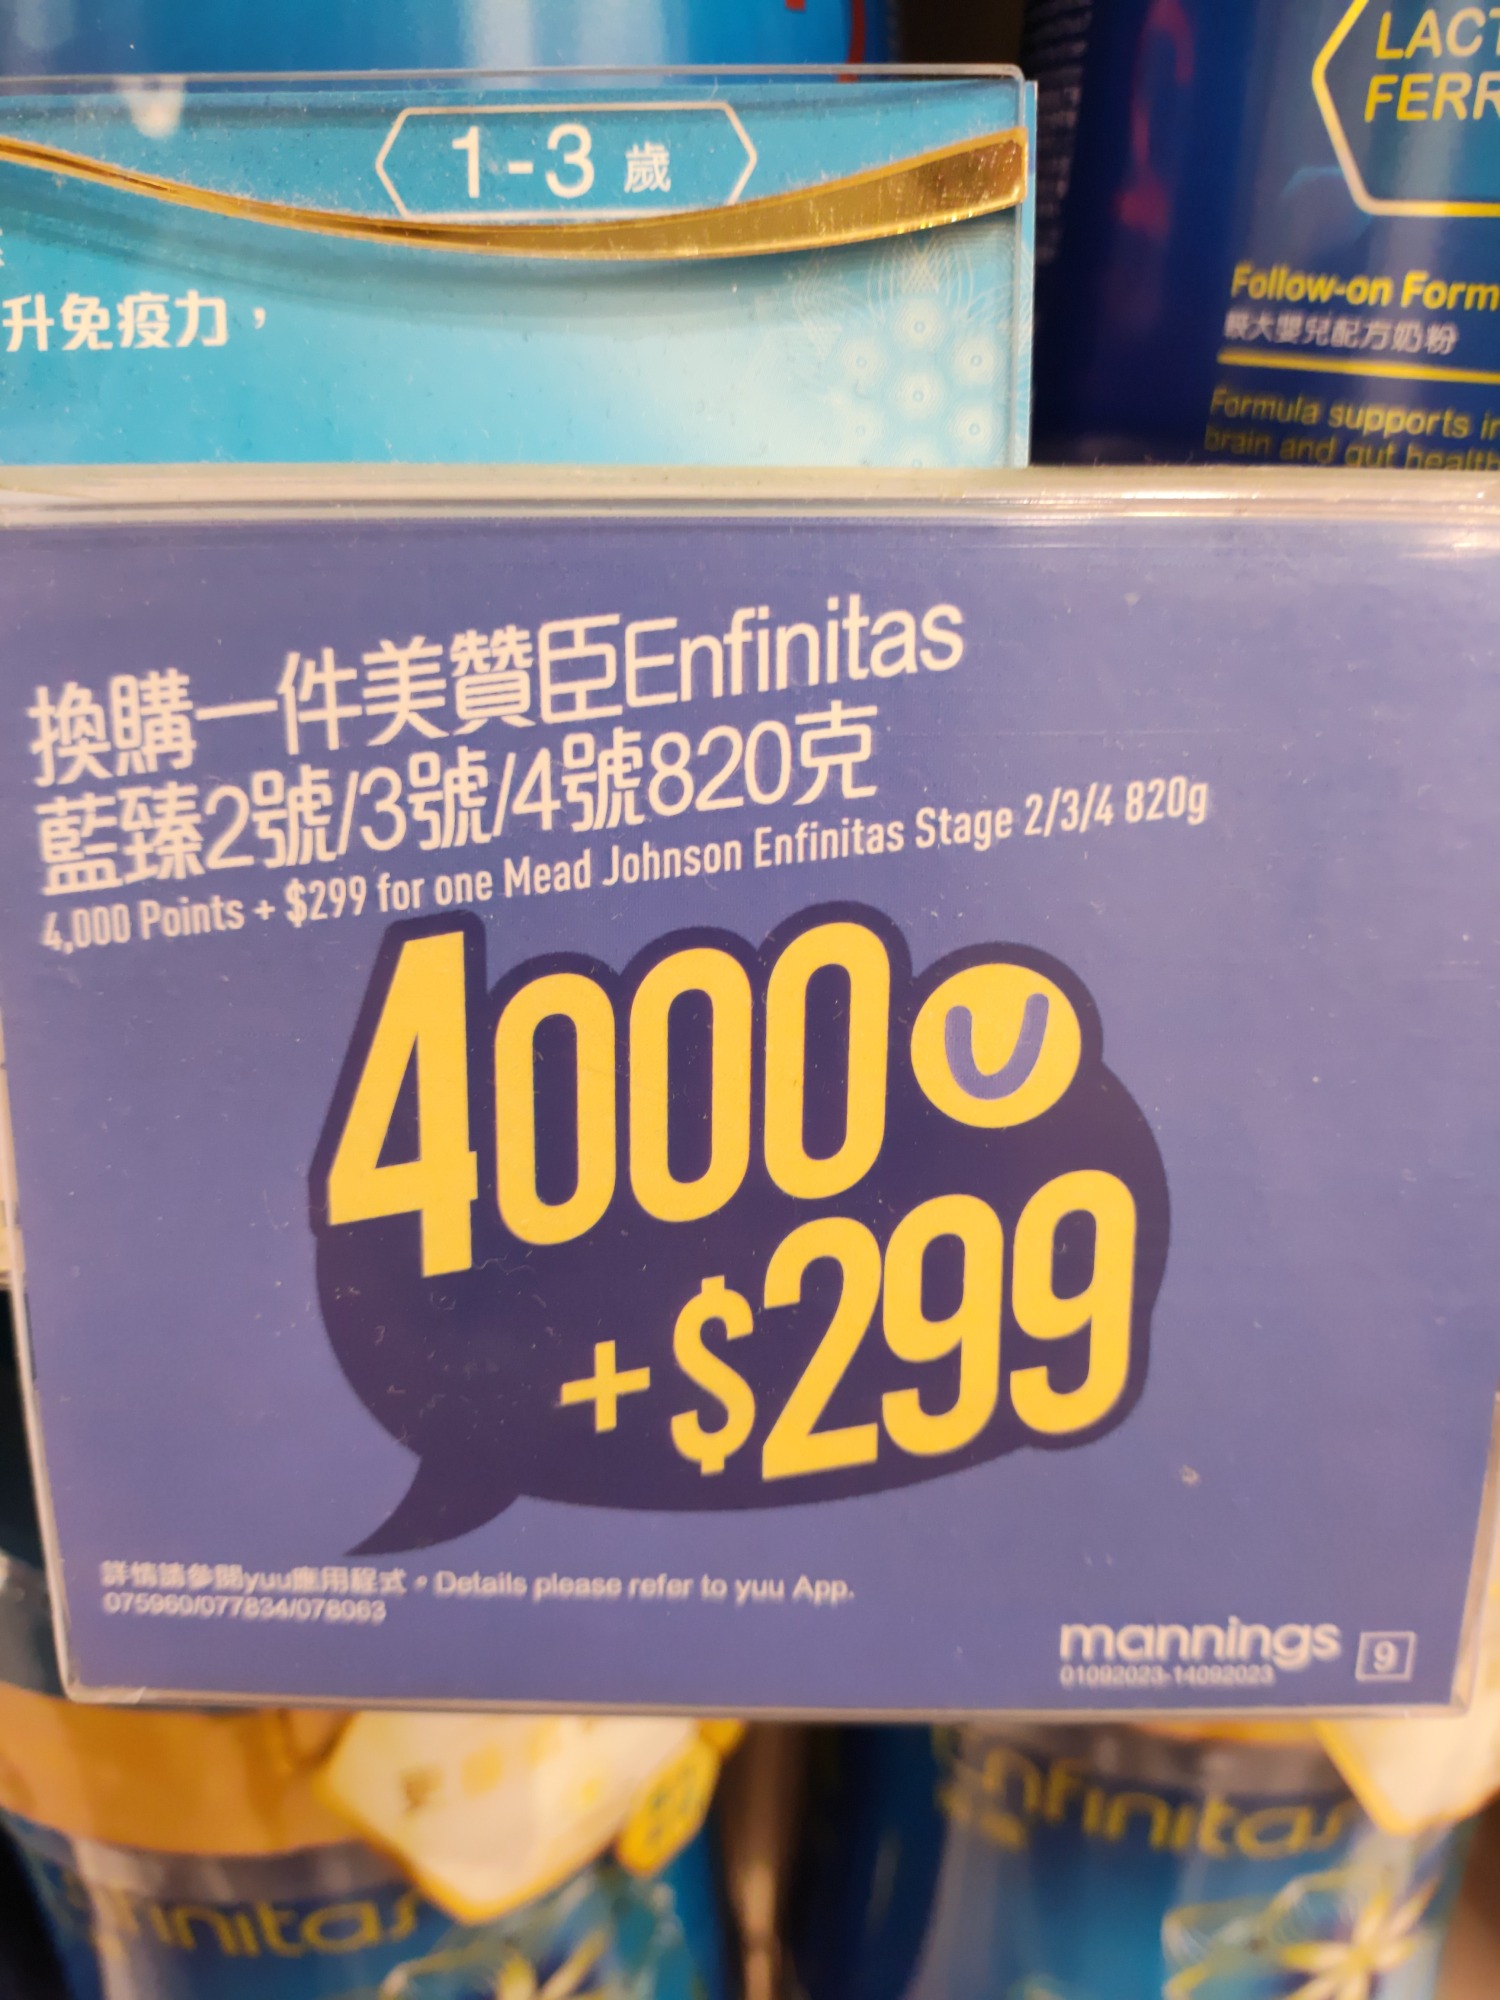 LACT
FERR
1-3 歲
升免疫力，
Follow-on Form
嬰兒配方奶粉
Formula supports
brain and gut health
換購一件美贊臣Enfinitas
藍臻2號/3號/4號820克
4,000 Points + $299 for one Mead Johnson Enfinitas Stage 2/3/4 820g
4000 U
+$299
詳情請參閱yuu應用程式。Details please refer to yuu App.
075960/077834/078063
mannings 9
01092023-14092023
nfinitas
finitas